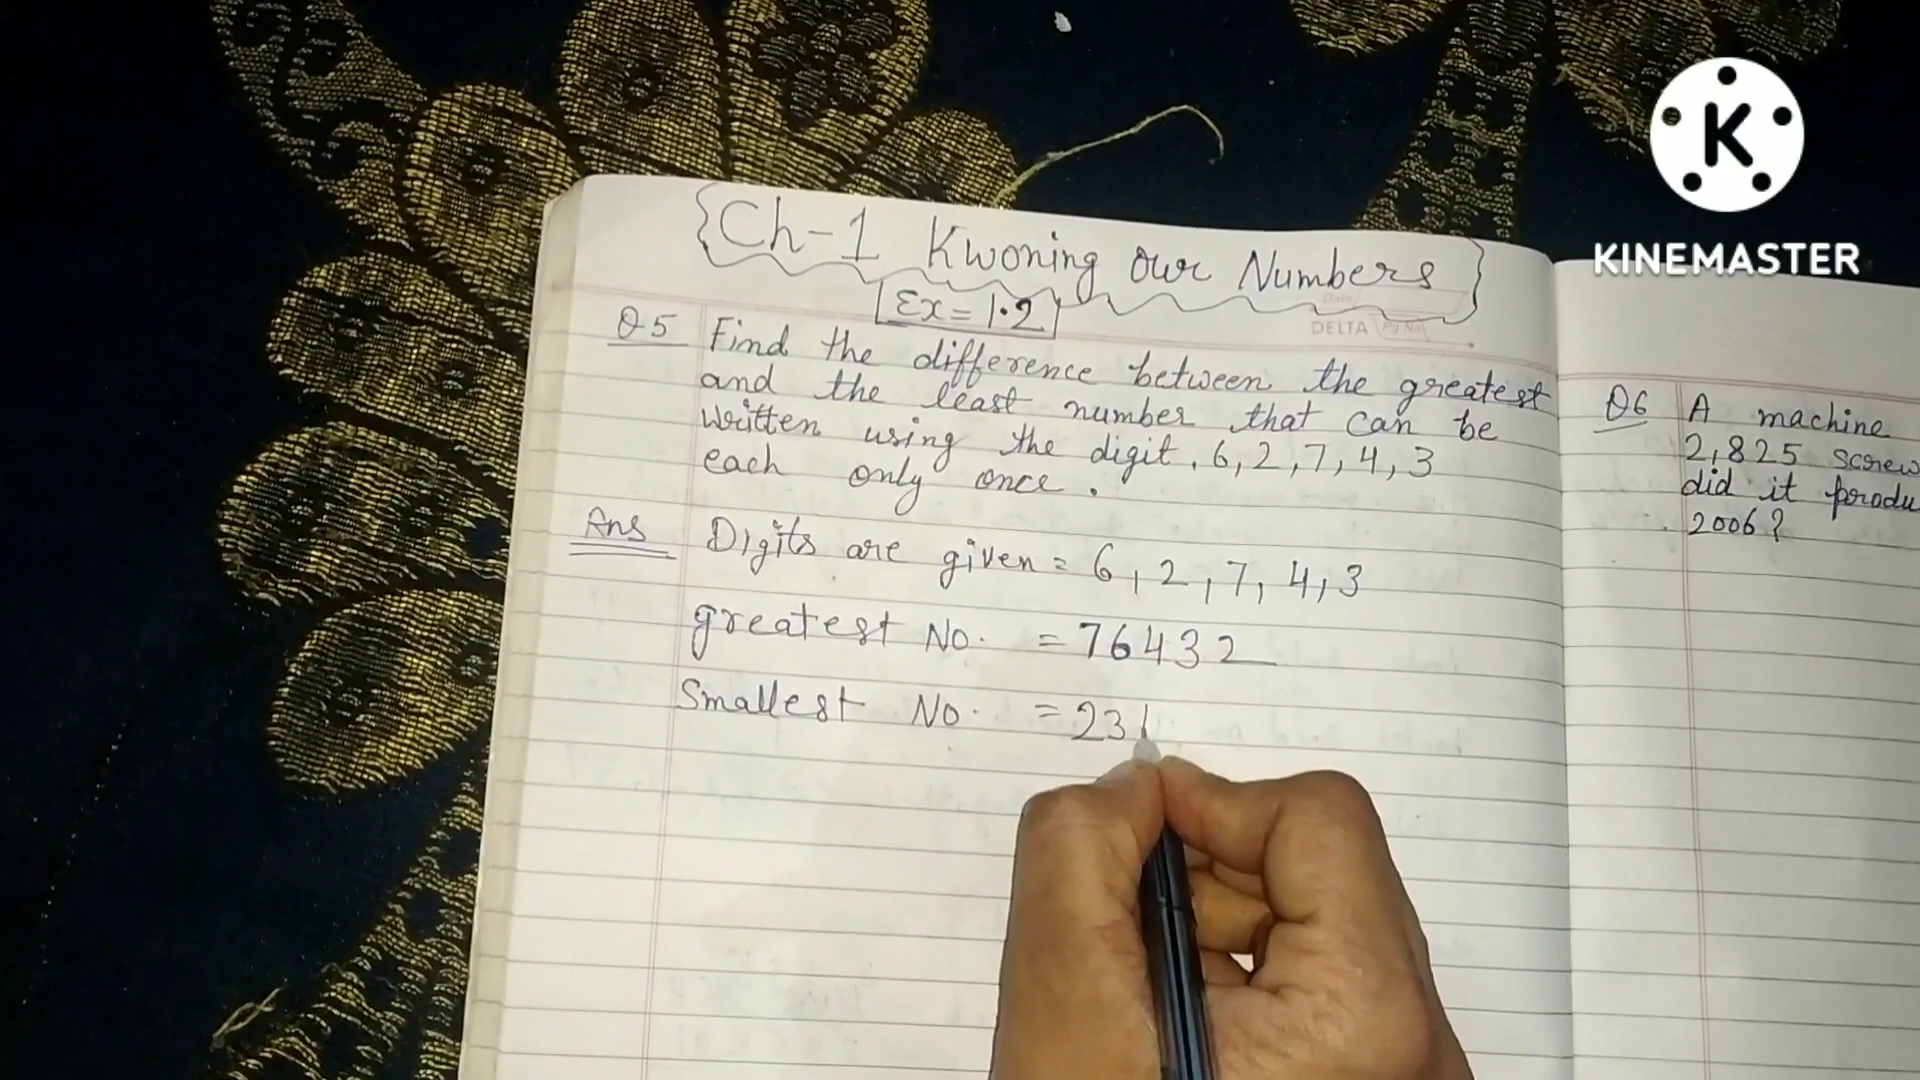 K
KINEMASTER
Ch-1 Kwoning Our Numbers
Ex = 1.2
DELTA Pg No.
Q5 Find the difference between the greatest
and the least number that can be
written using the digit, 6, 2, 7, 4, 3
each only once.
Ans Digits are given = 6, 2, 7, 4, 3
greatest No. = 76432
Smallest No. = 23
Q6 A machine
2,825 screw
did it produ
2006?